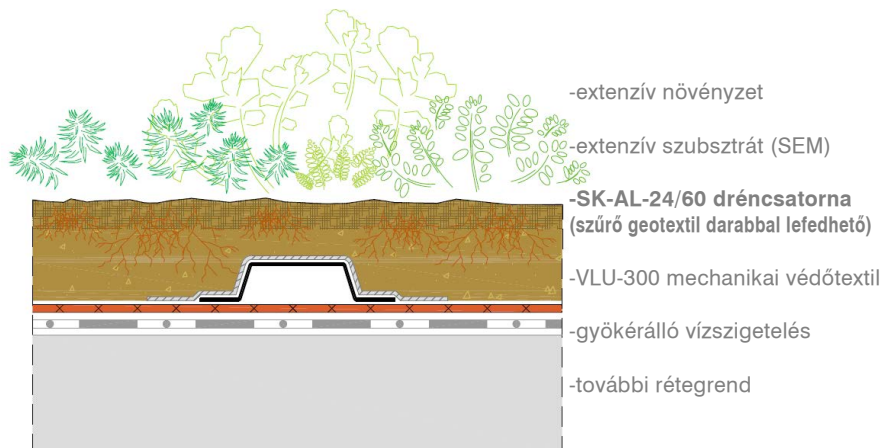 -extenzív növényzet
-extenzív szubsztrát (SEM)
-SK-AL-24/60 dréncsatorna
(szűrő geotextil darabbal lefedhető)
-VLU-300 mechanikai védőtextil
-gyökérálló vízszigetelés
-további rétegrend